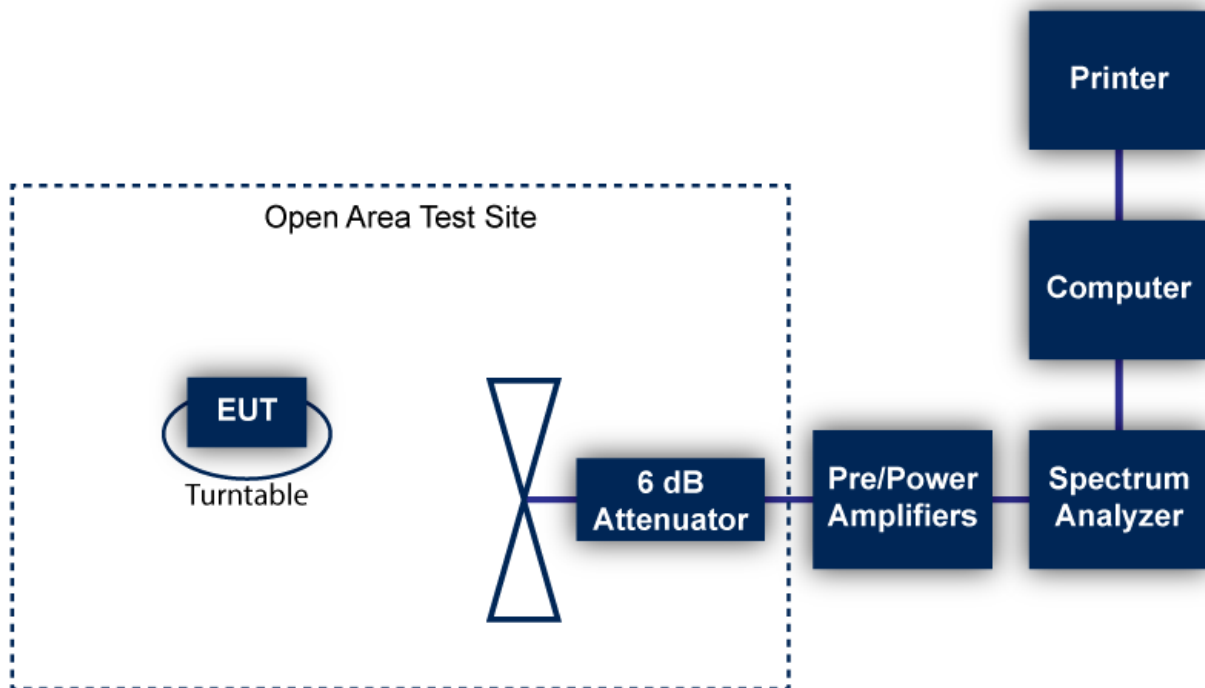 Printer
Open Area Test Site
Computer
EUT
Turntable
6 dB
Attenuator
Pre/Power
Amplifiers
Spectrum
Analyzer